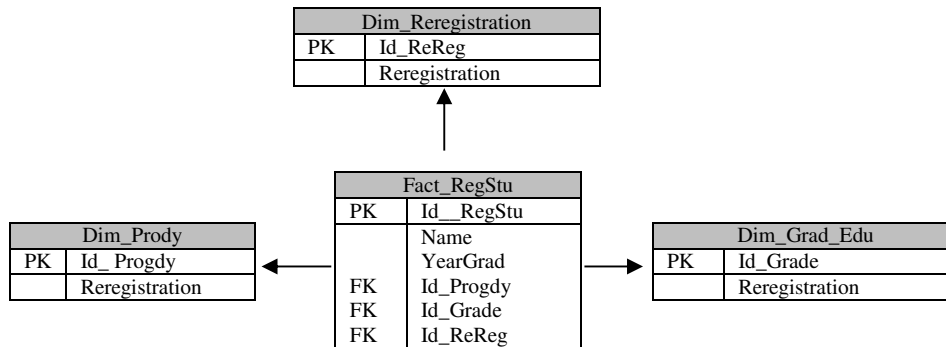 Dim_Reregistration
PK Id_ReReg
Reregistration
Fact_RegStu
PK Id__RegStu
Name
YearGrad
FK Id_Progdy
FK Id_Grade
FK Id_ReReg
Dim_Prody
PK Id_ Progdy
Reregistration
Dim_Grad_Edu
PK Id_Grade
Reregistration